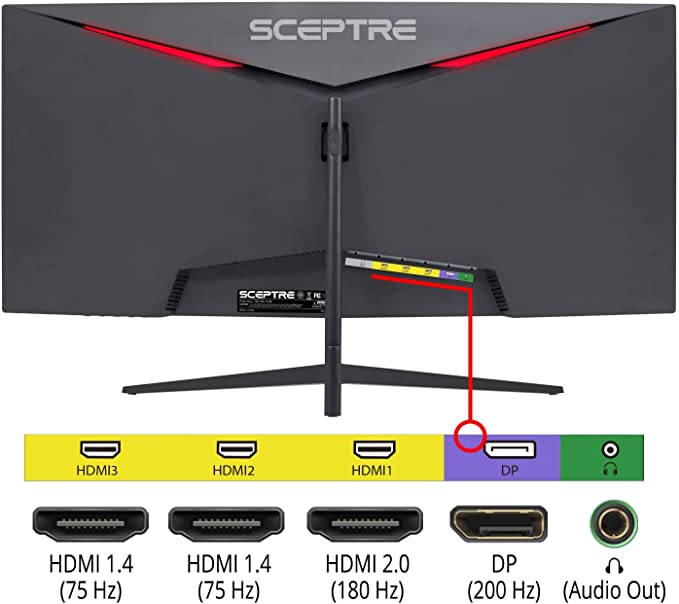 SCEPTRE
SCEPTRE
HDMI3
HDMI2
HDMI1
DP
HDMI 1.4
(75 Hz)
HDMI 1.4
(75 Hz)
HDMI 2.0
(180 Hz)
DP
(200 Hz)
(Audio Out)